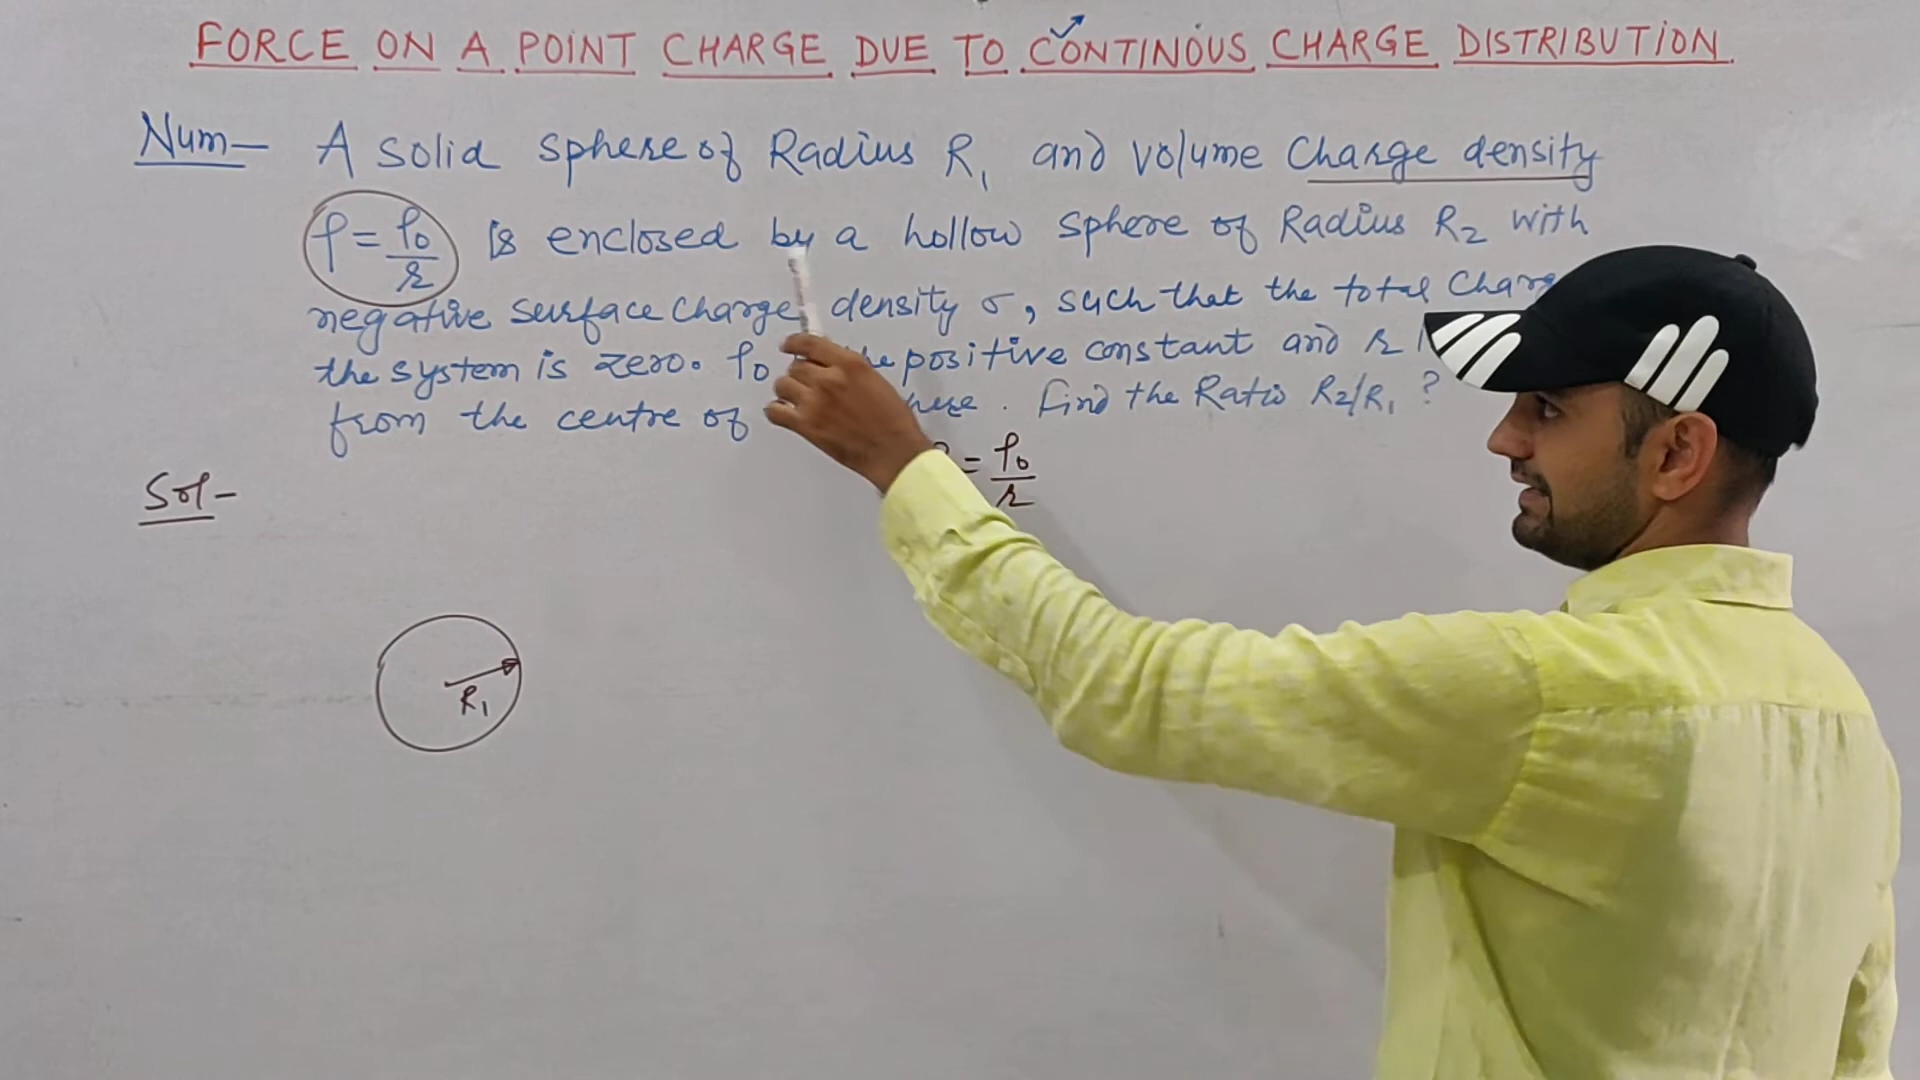 FORCE ON A POINT CHARGE DUE TO CONTINOUS CHARGE DISTRIBUTION
Num— A solid sphere of Radius R₁ and volume Charge density
ρ = ρ₀/r is enclosed by a hollow sphere of Radius R₂ with
negative surface charge density σ, such that the total Charg
the system is zero. ρ₀ the positive constant and r
from the centre of . find the Ratio R₂/R₁ ?
Sol-
= ρ₀/r
R₁